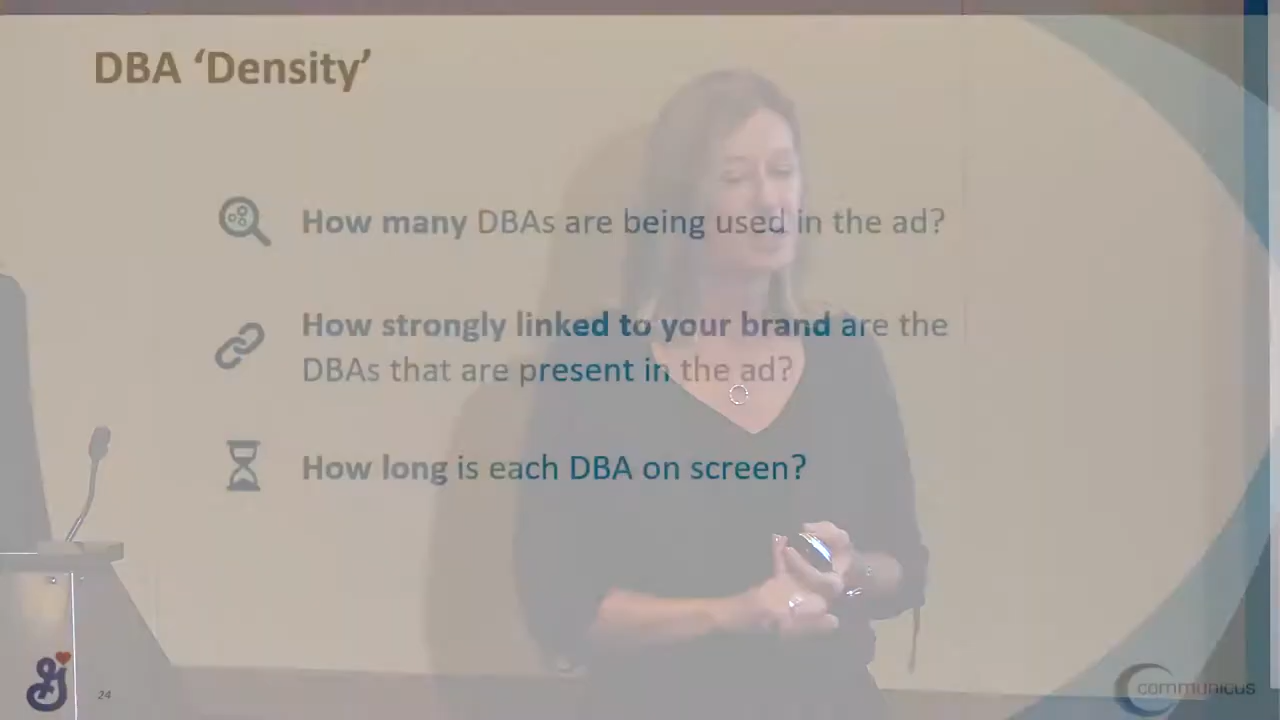 DBA ‘Density’
How many DBAs are being used in the ad?
How strongly linked to your brand are the
DBAs that are present in the ad?
How long is each DBA on screen?
24
communicus